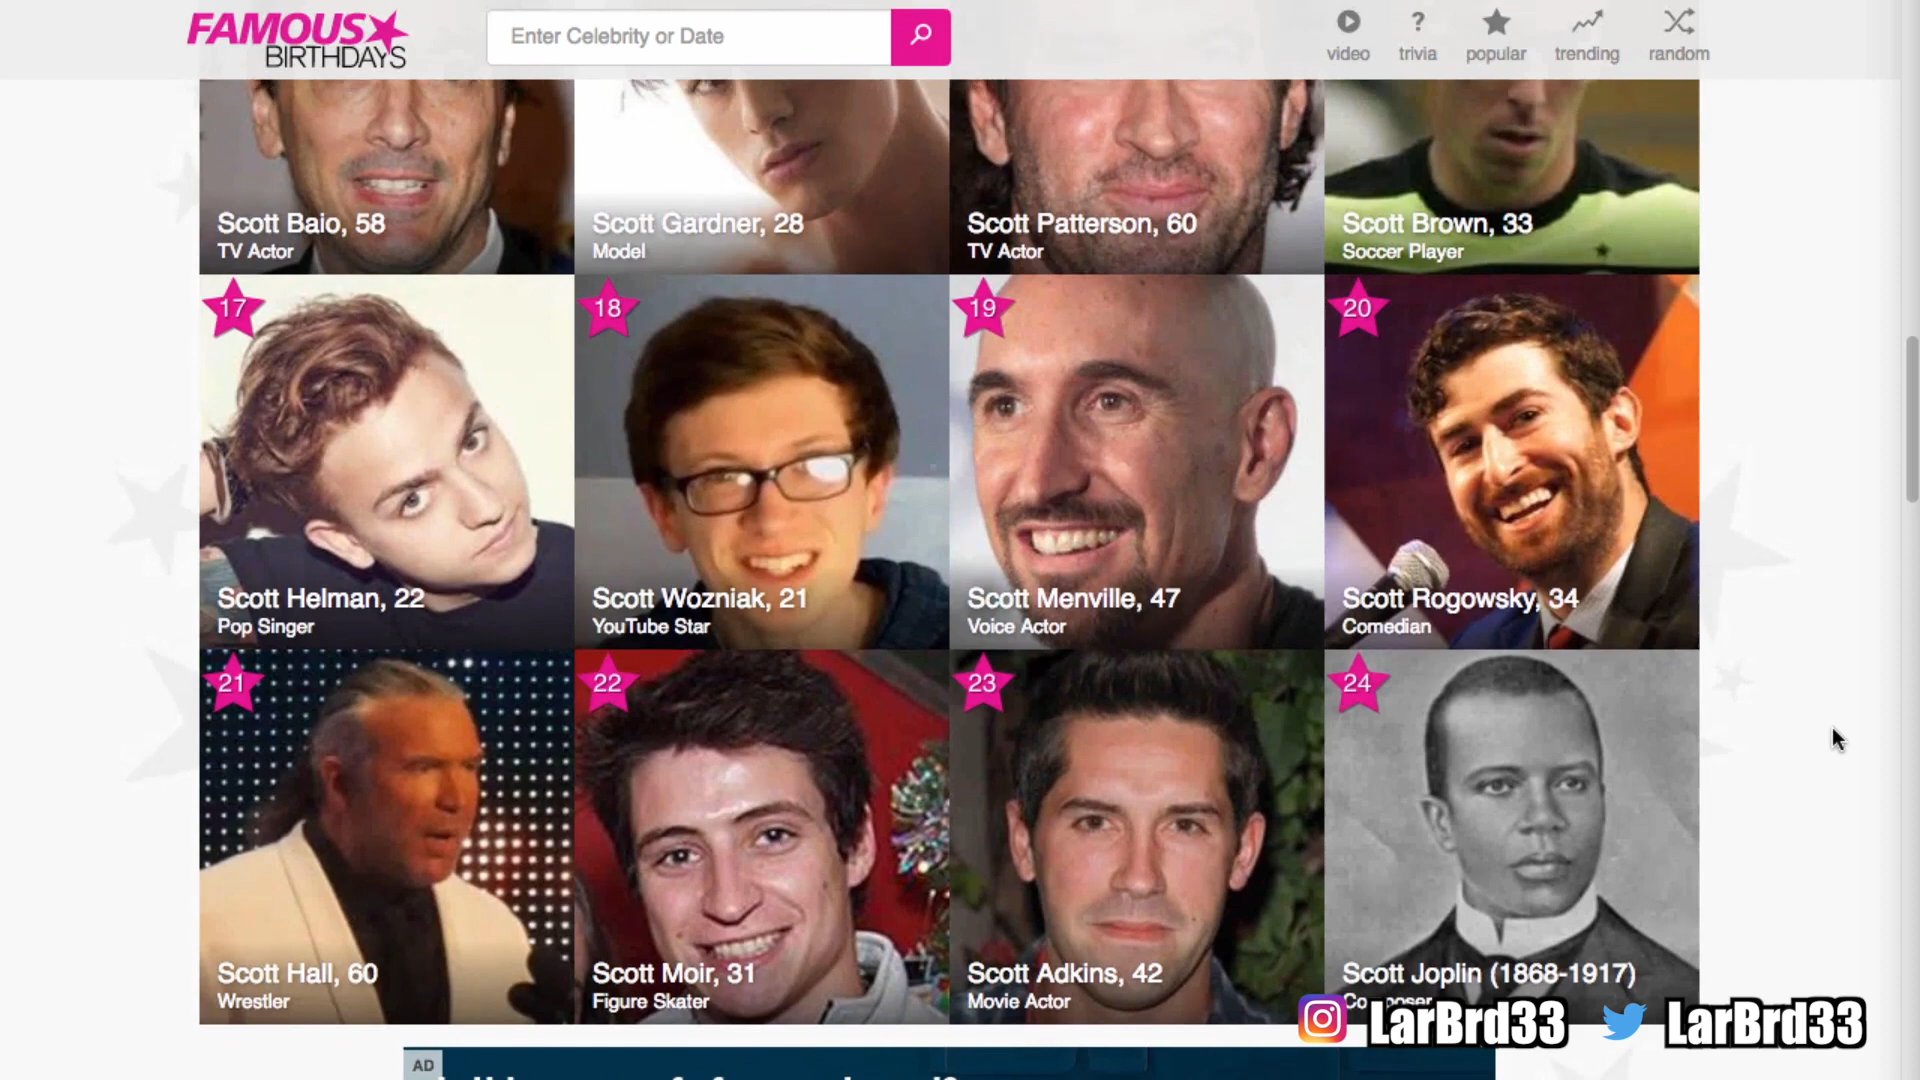 FAMOUS
BIRTHDAYS
Enter Celebrity or Date
video
trivia
popular
trending
random
Scott Baio, 58
TV Actor
Scott Gardner, 28
Model
Scott Patterson, 60
TV Actor
Scott Brown, 33
Soccer Player
17
Scott Helman, 22
Pop Singer
18
Scott Wozniak, 21
YouTube Star
19
Scott Menville, 47
Voice Actor
20
Scott Rogowsky, 34
Comedian
21
Scott Hall, 60
Wrestler
22
Scott Moir, 31
Figure Skater
23
Scott Adkins, 42
Movie Actor
24
Scott Joplin (1868-1917)
Composer
LarBrd33
LarBrd33
AD